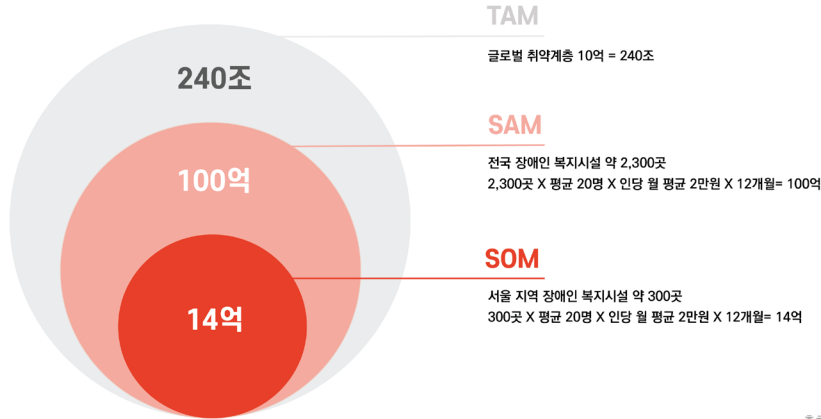 TAM
글로벌 취약계층 10억 = 240조
240조
SAM
전국 장애인 복지시설 약 2,300곳
2,300곳 X 평균 20명 X 인당 월 평균 2만원 X 12개월= 100억
100억
SOM
서울 지역 장애인 복지시설 약 300곳
300곳 X 평균 20명 X 인당 월 평균 2만원 X 12개월= 14억
14억